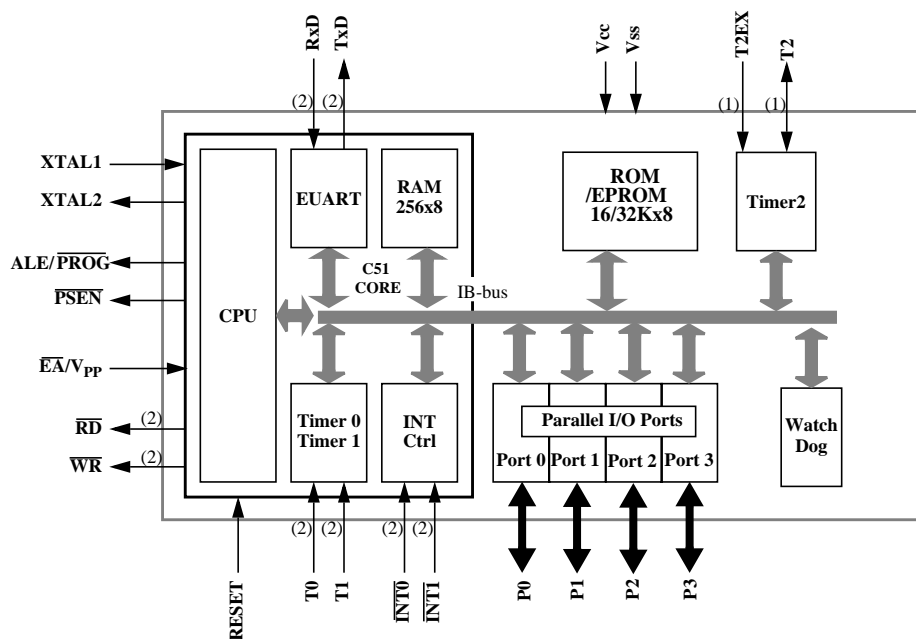 RxD
TxD
Vcc
Vss
T2EX
T2
(2)
(2)
(1)
(1)
XTAL1
XTAL2
ALE/PROG
PSEN
EA/VPP
RD
(2)
WR
(2)
CPU
EUART
RAM
256x8
C51
CORE
IB-bus
ROM
/EPROM
16/32Kx8
Timer2
Timer 0
Timer 1
INT
Ctrl
Parallel I/O Ports
Port 0
Port 1
Port 2
Port 3
Watch
Dog
(2)
(2)
(2)
(2)
RESET
T0
T1
INT0
INT1
P0
P1
P2
P3